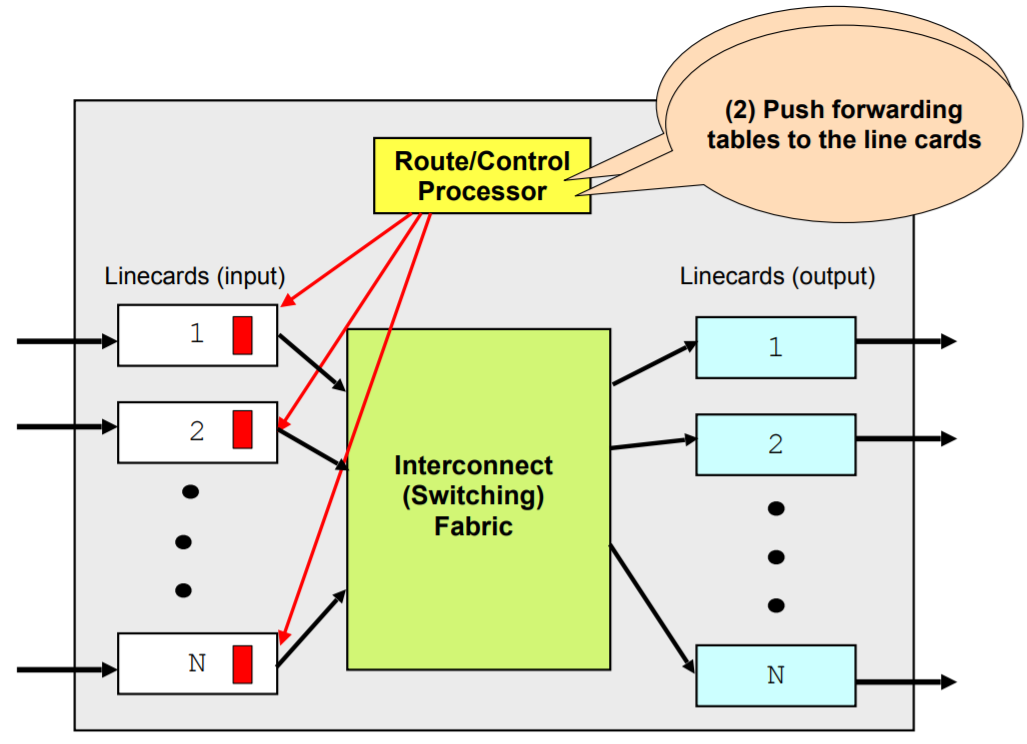 (2) Push forwarding
tables to the line cards
Route/Control
Processor
Linecards (input)
Linecards (output)
1
1
2
2
Interconnect
(Switching)
Fabric
N
N